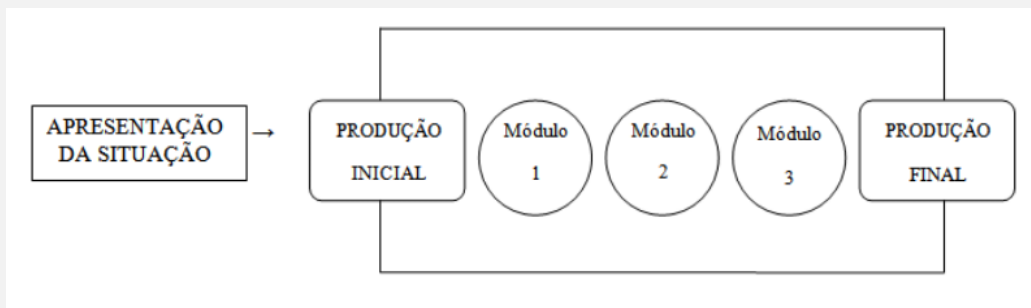 APRESENTAÇÃO
DA SITUAÇÃO
→
PRODUÇÃO
INICIAL
Módulo
1
Módulo
2
Módulo
3
PRODUÇÃO
FINAL